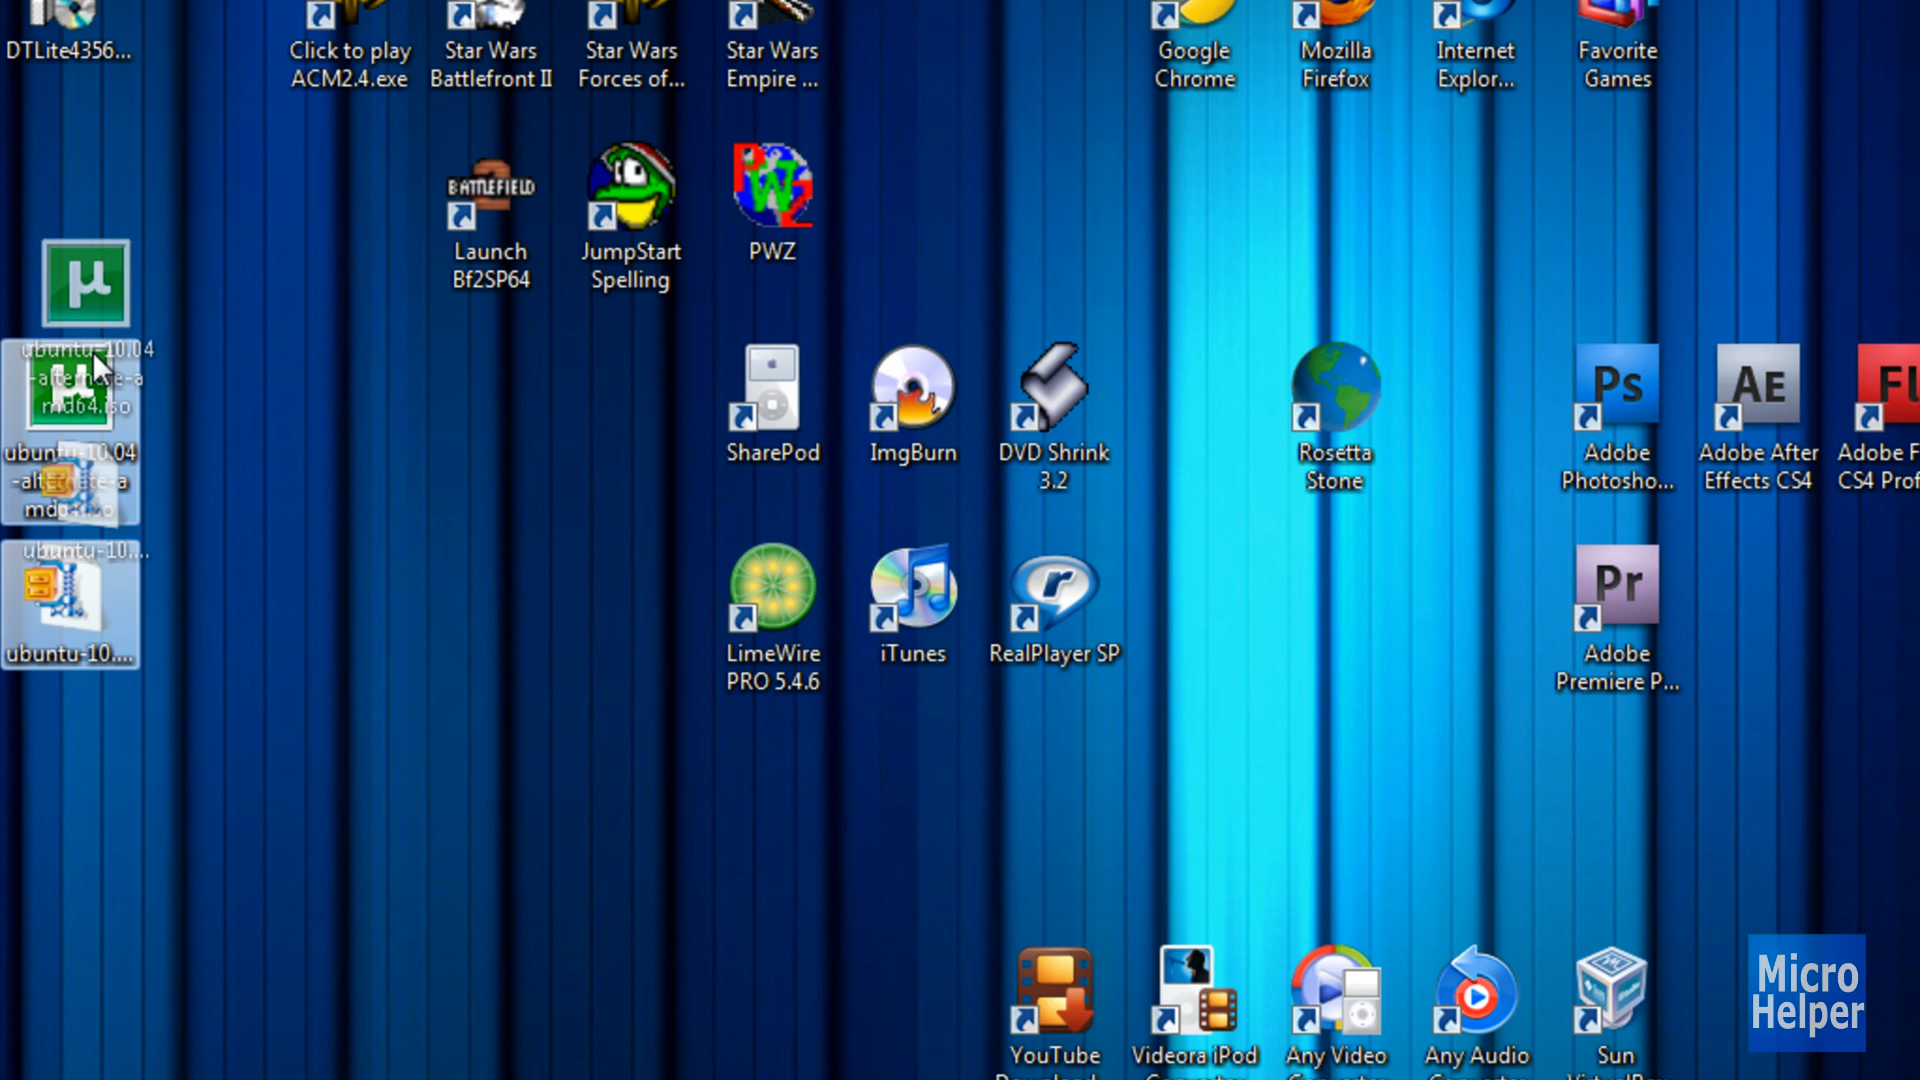 DTLite4356...
Click to play
ACM2.4.exe
Star Wars
Battlefront II
Star Wars
Forces of...
Star Wars
Empire ...
Google
Chrome
Mozilla
Firefox
Internet
Explor...
Favorite
Games
BATTLEFIELD
2
Launch
Bf2SP64
JumpStart
Spelling
PWZ
PWZ
µ
ubuntu-10.04
-alternate-a
md64.iso
µ
ubuntu-10.04
-alternate-a
md64.iso
ubuntu-10....
ubuntu-10....
SharePod
ImgBurn
DVD Shrink
3.2
Rosetta
Stone
Ps
Adobe
Photosho...
AE
Adobe After
Effects CS4
FL
Adobe F
CS4 Prof
LimeWire
PRO 5.4.6
iTunes
r
RealPlayer SP
Pr
Adobe
Premiere P...
YouTube
Videora iPod
Any Video
Any Audio
Sun
Micro
Helper